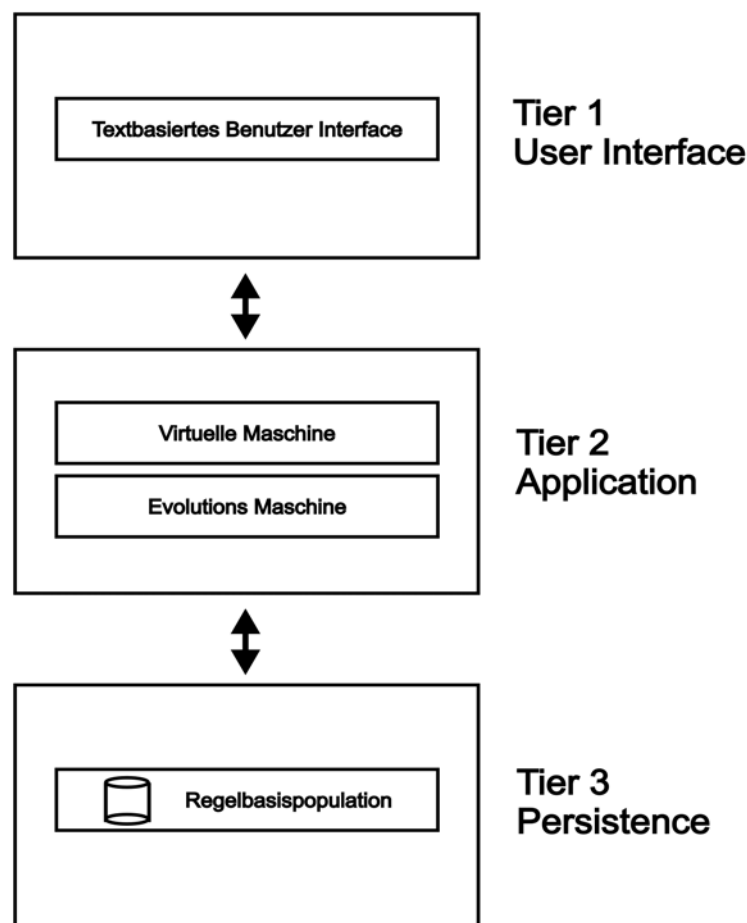 Textbasiertes Benutzer Interface
Tier 1
User Interface
Virtuelle Maschine
Evolutions Maschine
Tier 2
Application
Regelbasispopulation
Tier 3
Persistence